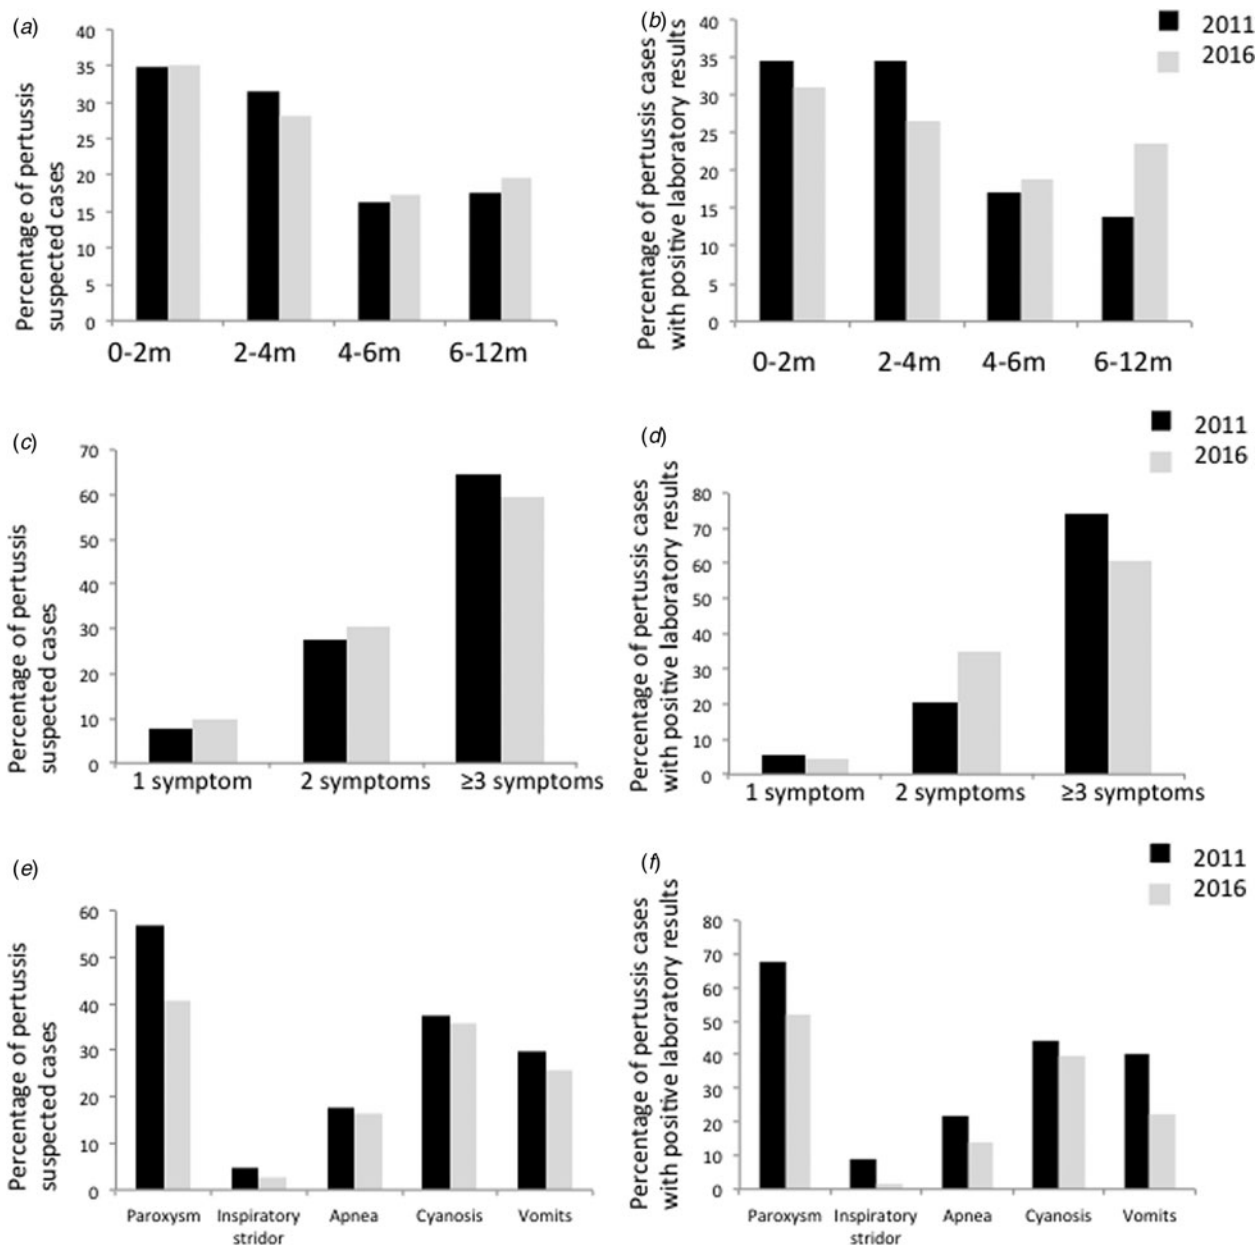 (a)
Percentage of pertussis
suspected cases
40
35
30
25
20
15
10
5
0
0-2m 2-4m 4-6m 6-12m
(b)
Percentage of pertussis cases
with positive laboratory results
40
35
30
25
20
15
10
5
0
0-2m 2-4m 4-6m 6-12m
2011
2016
(c)
Percentage of pertussis
suspected cases
70
60
50
40
30
20
10
0
1 symptom 2 symptoms ≥3 symptoms
(d)
Percentage of pertussis cases
with positive laboratory results
80
70
60
50
40
30
20
10
0
1 symptom 2 symptoms ≥3 symptoms
2011
2016
(e)
Percentage of pertussis
suspected cases
60
50
40
30
20
10
0
Paroxysm Inspiratory Apnea Cyanosis Vomits
stridor
(f)
Percentage of pertussis cases
with positive laboratory results
80
70
60
50
40
30
20
10
0
Paroxysm Inspiratory Apnea Cyanosis Vomits
stridor
2011
2016